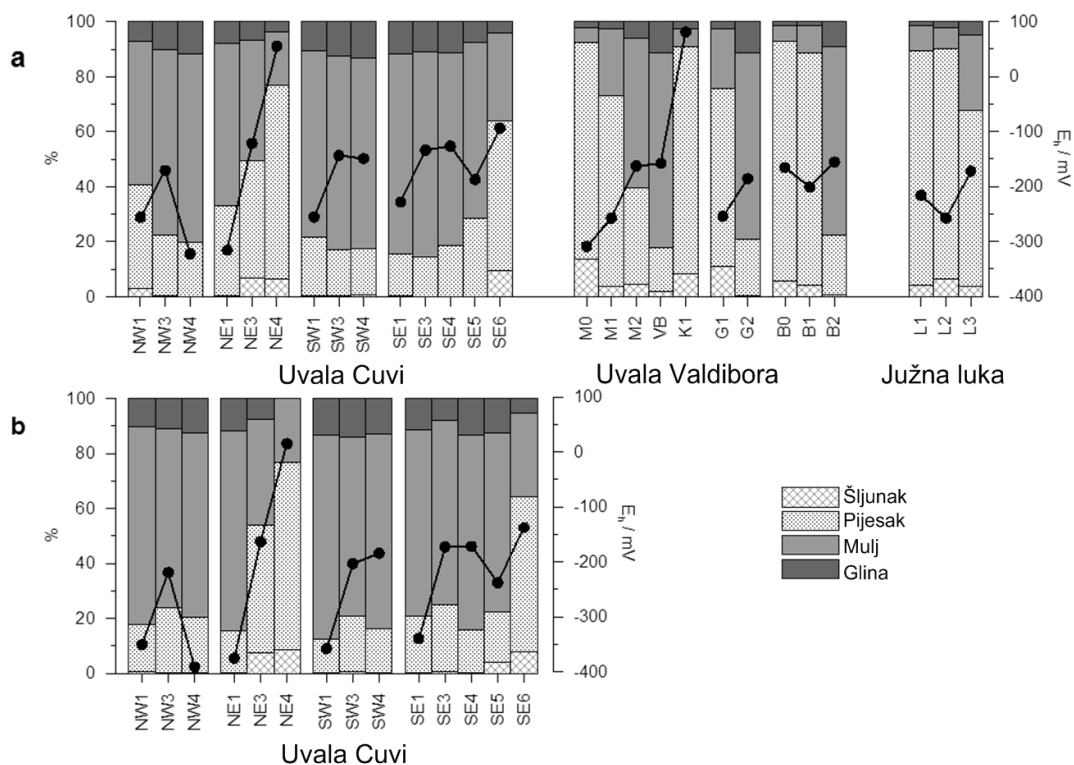 a
100
80
60
40
20
0
%
100
0
-100
-200
-300
-400
Eₕ / mV
NW1 NW3 NW4 NE1 NE3 NE4 SW1 SW3 SW4 SE1 SE3 SE4 SE5 SE6 M0 M1 M2 VB K1 G1 G2 B0 B1 B2 L1 L2 L3
Uvala Cuvi Uvala Valdibora Južna luka
b
100
80
60
40
20
0
%
100
0
-100
-200
-300
-400
Eₕ / mV
NW1 NW3 NW4 NE1 NE3 NE4 SW1 SW3 SW4 SE1 SE3 SE4 SE5 SE6
Uvala Cuvi
Šljunak
Pijesak
Mulj
Glina